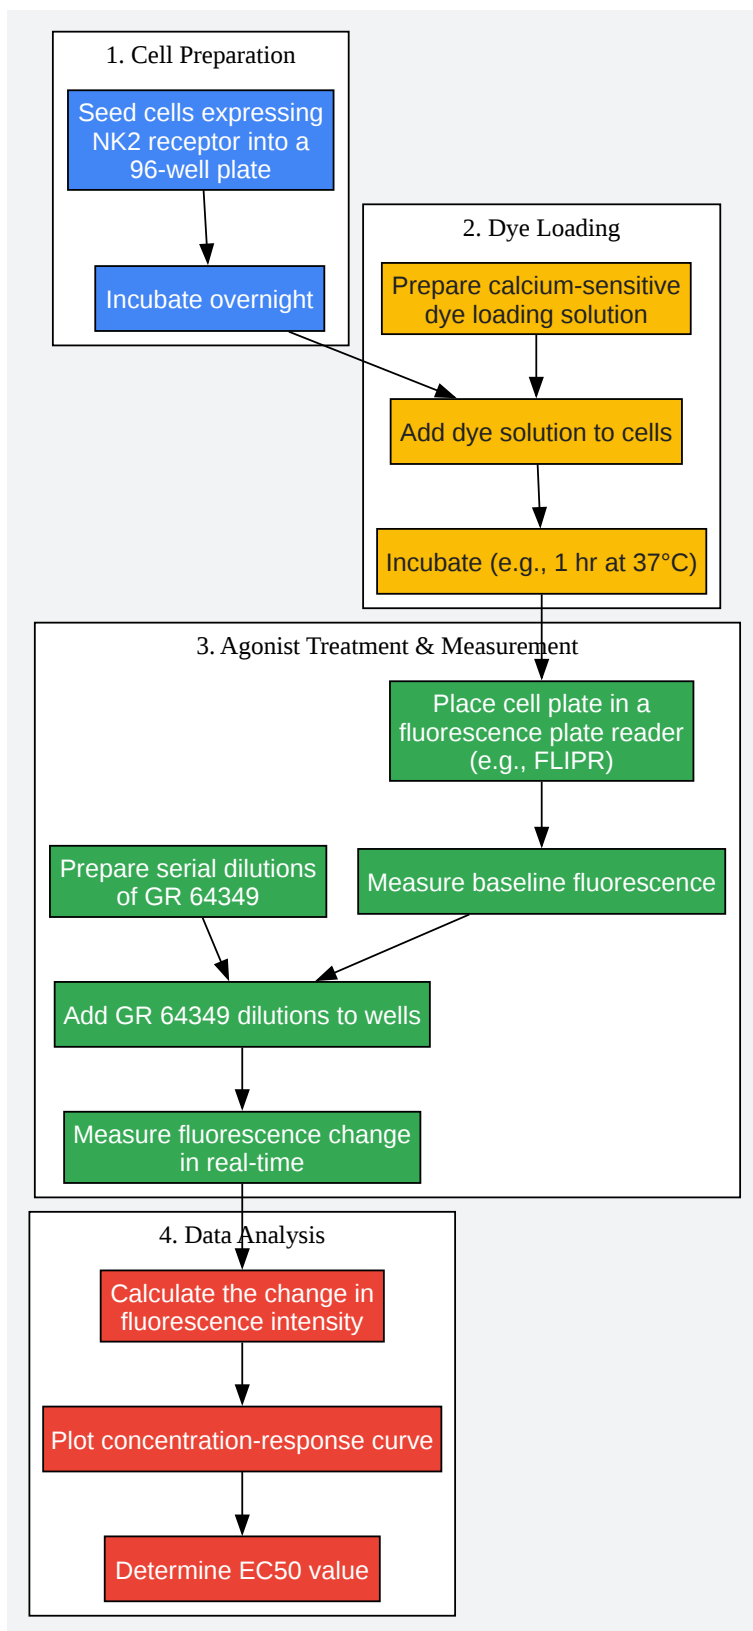 1. Cell Preparation
Seed cells expressing
NK2 receptor into a
96-well plate
Incubate overnight
2. Dye Loading
Prepare calcium-sensitive
dye loading solution
Add dye solution to cells
Incubate (e.g., 1 hr at 37°C)
3. Agonist Treatment & Measurement
Place cell plate in a
fluorescence plate reader
(e.g., FLIPR)
Prepare serial dilutions
of GR 64349
Measure baseline fluorescence
Add GR 64349 dilutions to wells
Measure fluorescence change
in real-time
4. Data Analysis
Calculate the change in
fluorescence intensity
Plot concentration-response curve
Determine EC50 value